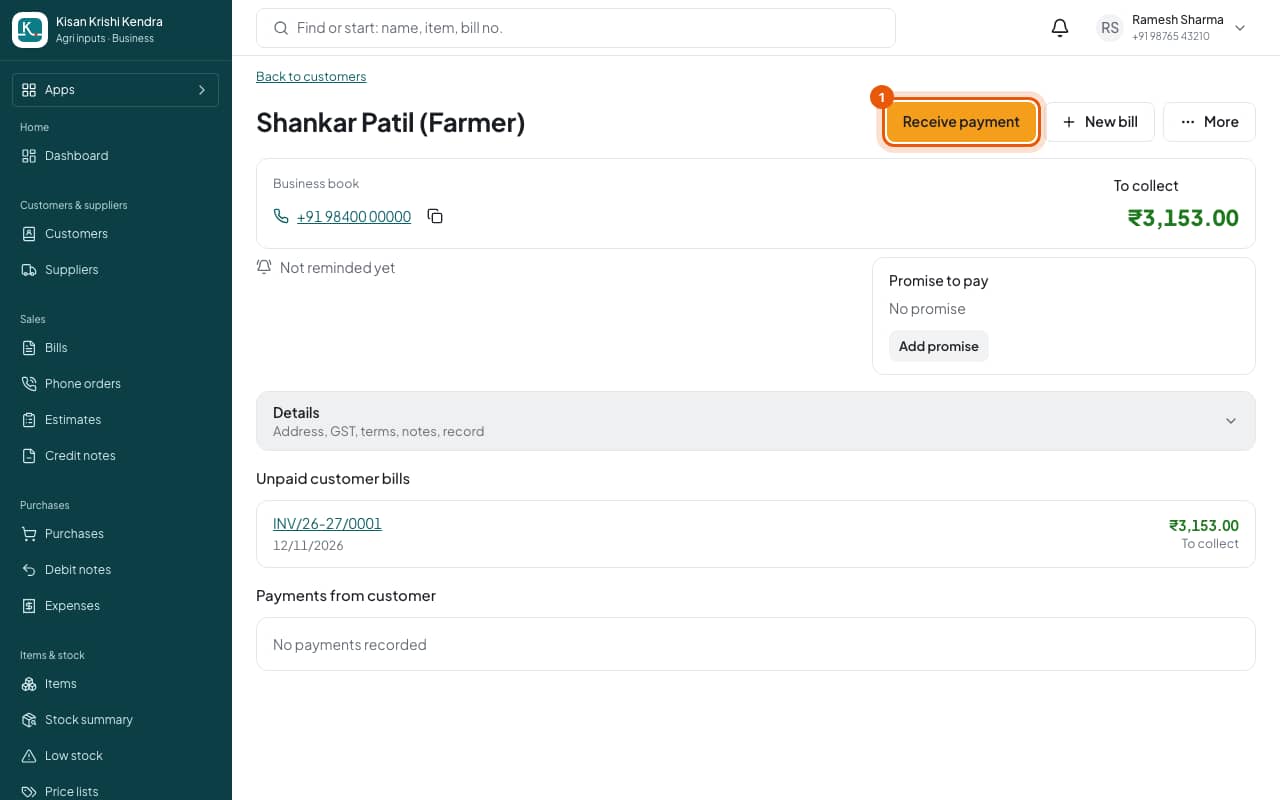 Kisan Krishi Kendra
Agri inputs · Business
Find or start: name, item, bill no.
RS
Ramesh Sharma
+91 98765 43210
Apps
Home
Dashboard
Customers & suppliers
Customers
Suppliers
Sales
Bills
Phone orders
Estimates
Credit notes
Purchases
Purchases
Debit notes
Expenses
Items & stock
Items
Stock summary
Low stock
Price lists
Back to customers
Shankar Patil (Farmer)
1
Receive payment
+ New bill
··· More
Business book
To collect
+91 98400 00000
₹3,153.00
Not reminded yet
Promise to pay
No promise
Add promise
Details
Address, GST, terms, notes, record
Unpaid customer bills
INV/26-27/0001
₹3,153.00
12/11/2026
To collect
Payments from customer
No payments recorded